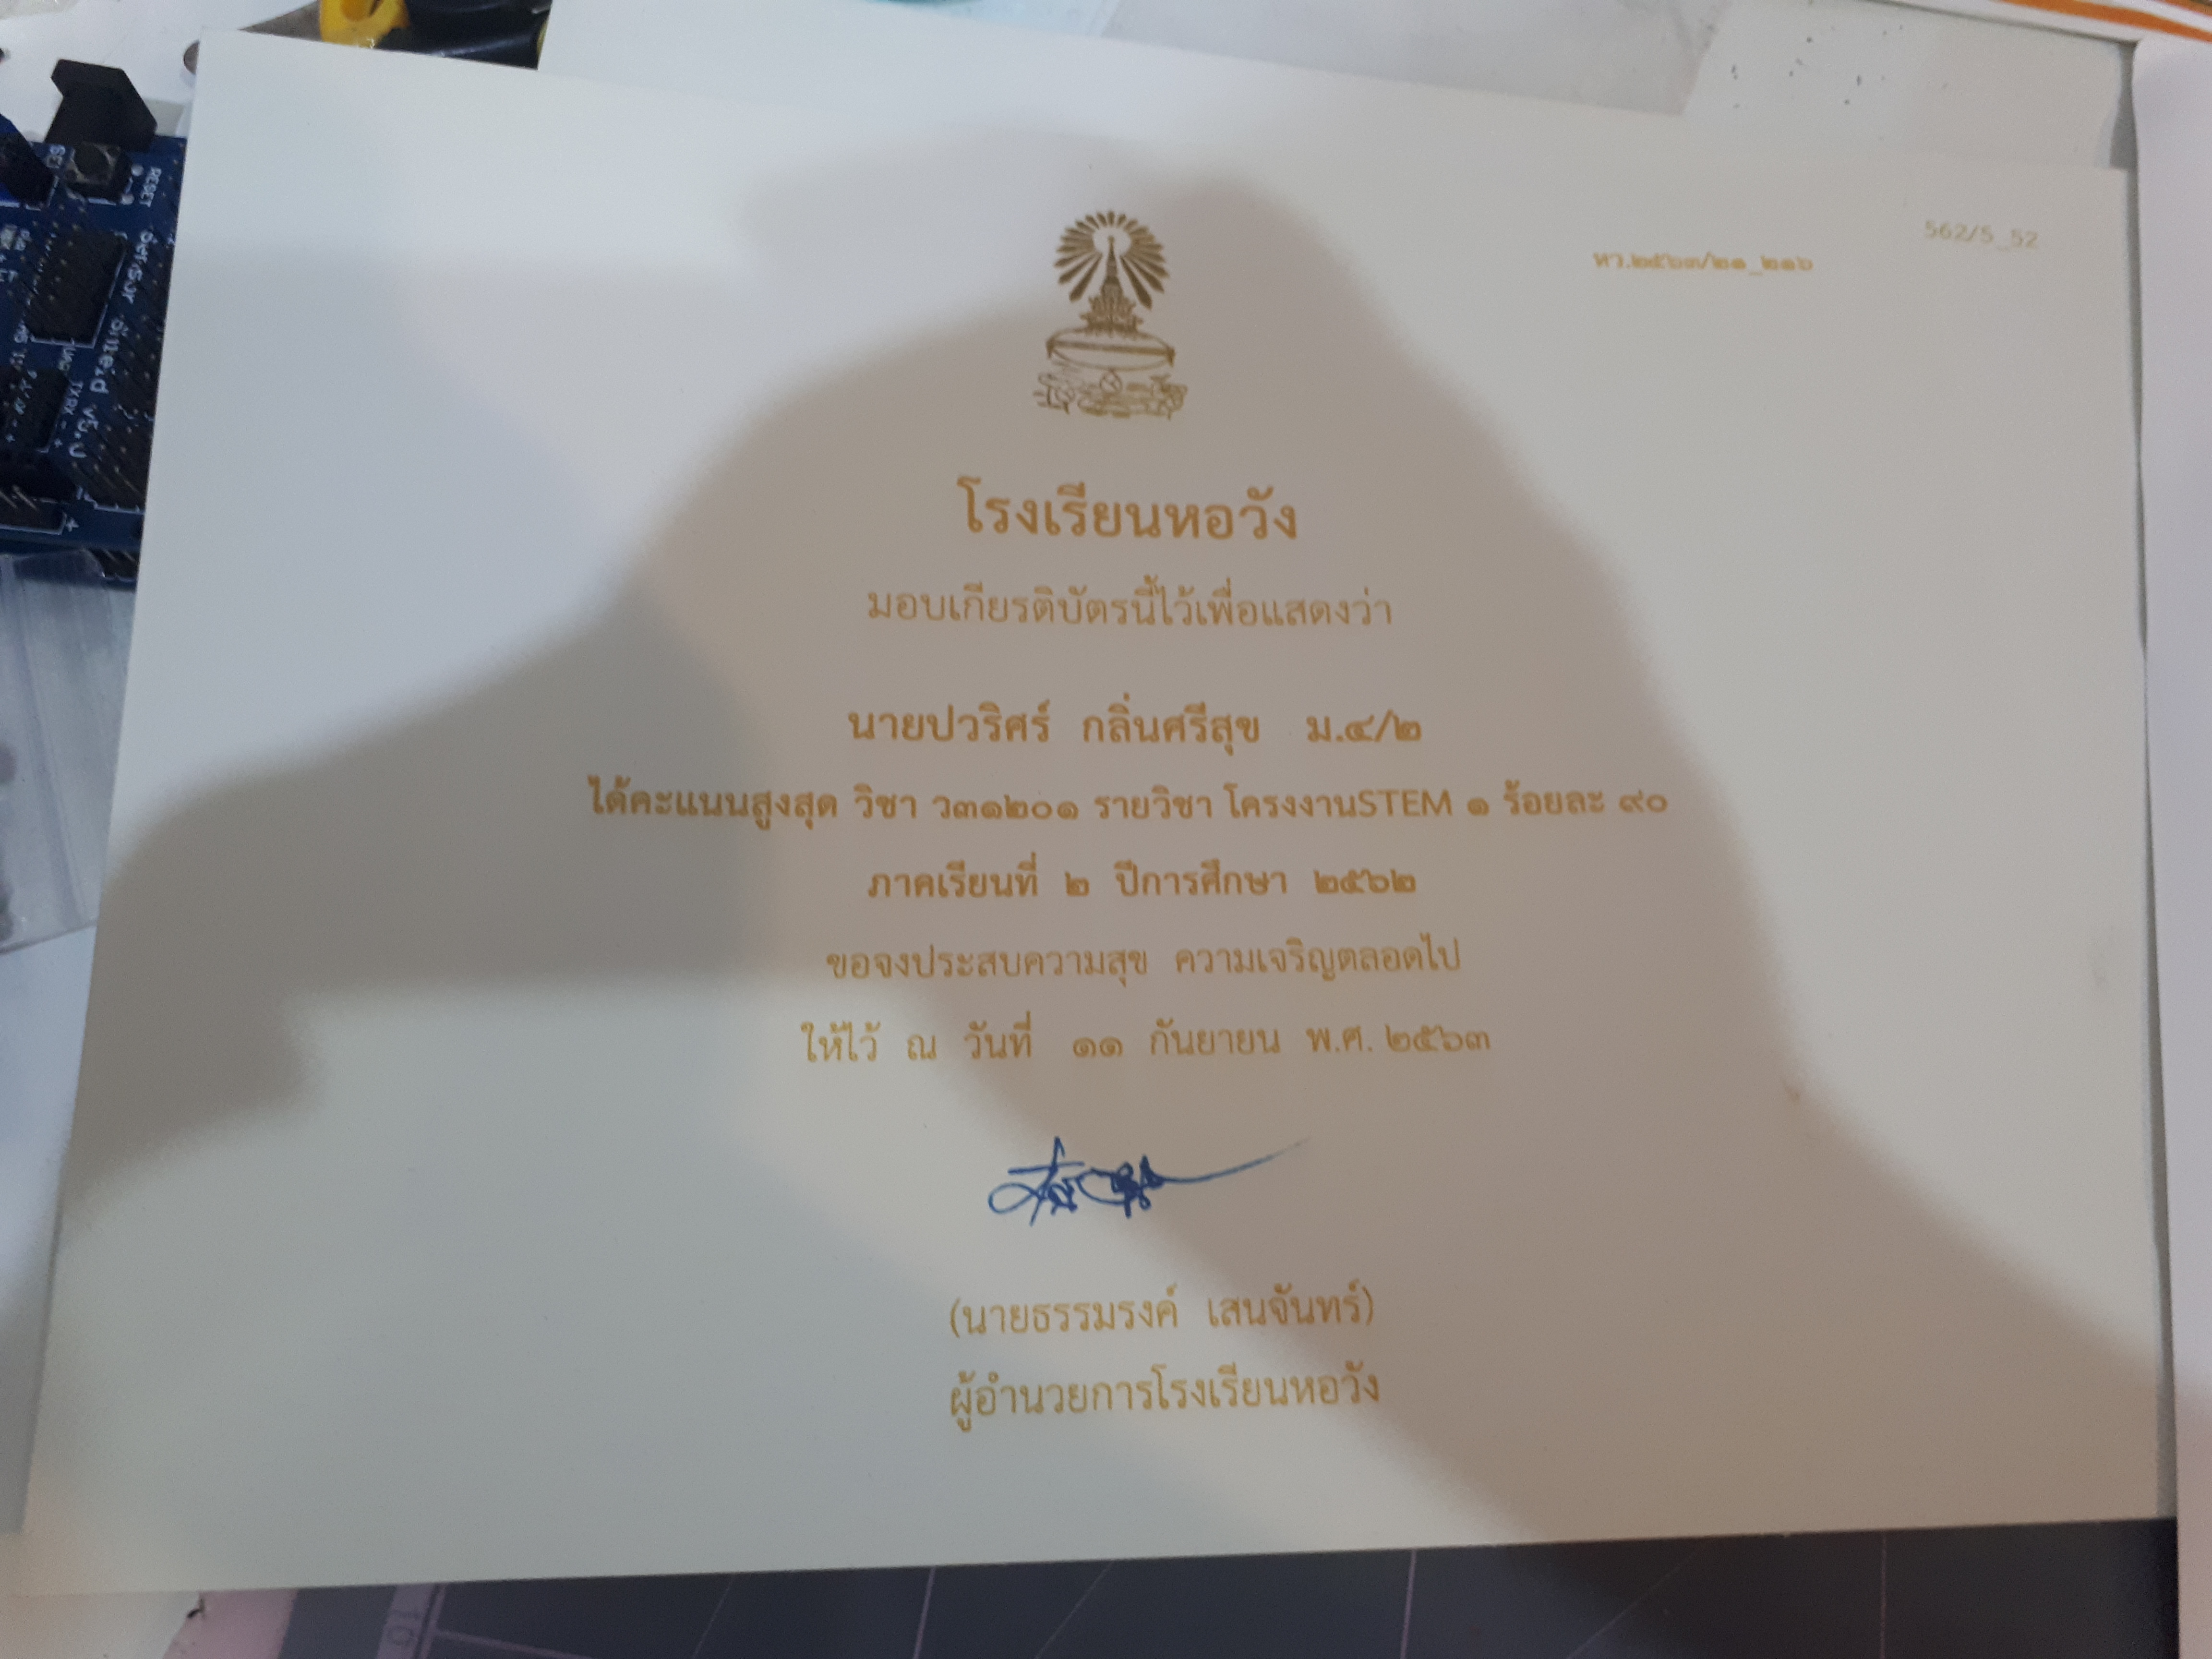 562/5_52
หว.๒๕๖๓/๒๑_๒๑๖
โรงเรียนหอวัง
มอบเกียรติบัตรนี้ไว้เพื่อแสดงว่า
นายปวริศร์ กลิ่นศรีสุข ม.๔/๒
ได้คะแนนสูงสุด วิชา ว๓๑๒๐๑ รายวิชา โครงงานSTEM ๑ ร้อยละ ๙๐
ภาคเรียนที่ ๒ ปีการศึกษา ๒๕๖๒
ขอจงประสบความสุข ความเจริญตลอดไป
ให้ไว้ ณ วันที่ ๑๑ กันยายน พ.ศ. ๒๕๖๓
(นายธรรมรงค์ เสนจันทร์)
ผู้อำนวยการโรงเรียนหอวัง
RESET
Sensor Shield v5.0
TX RX - +